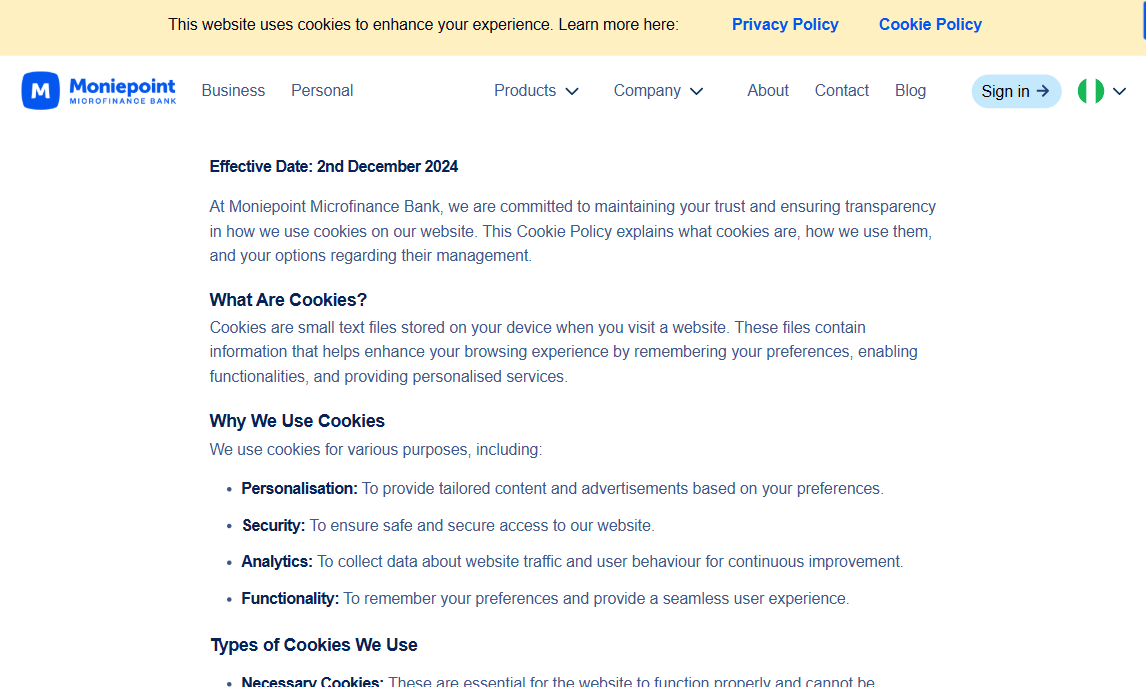 This website uses cookies to enhance your experience. Learn more here: Privacy Policy Cookie Policy
M Moniepoint
MICROFINANCE BANK
Business Personal Products Company About Contact Blog Sign in →
Effective Date: 2nd December 2024
At Moniepoint Microfinance Bank, we are committed to maintaining your trust and ensuring transparency
in how we use cookies on our website. This Cookie Policy explains what cookies are, how we use them,
and your options regarding their management.
What Are Cookies?
Cookies are small text files stored on your device when you visit a website. These files contain
information that helps enhance your browsing experience by remembering your preferences, enabling
functionalities, and providing personalised services.
Why We Use Cookies
We use cookies for various purposes, including:
• Personalisation: To provide tailored content and advertisements based on your preferences.
• Security: To ensure safe and secure access to our website.
• Analytics: To collect data about website traffic and user behaviour for continuous improvement.
• Functionality: To remember your preferences and provide a seamless user experience.
Types of Cookies We Use
• Necessary Cookies: These are essential for the website to function properly and cannot be